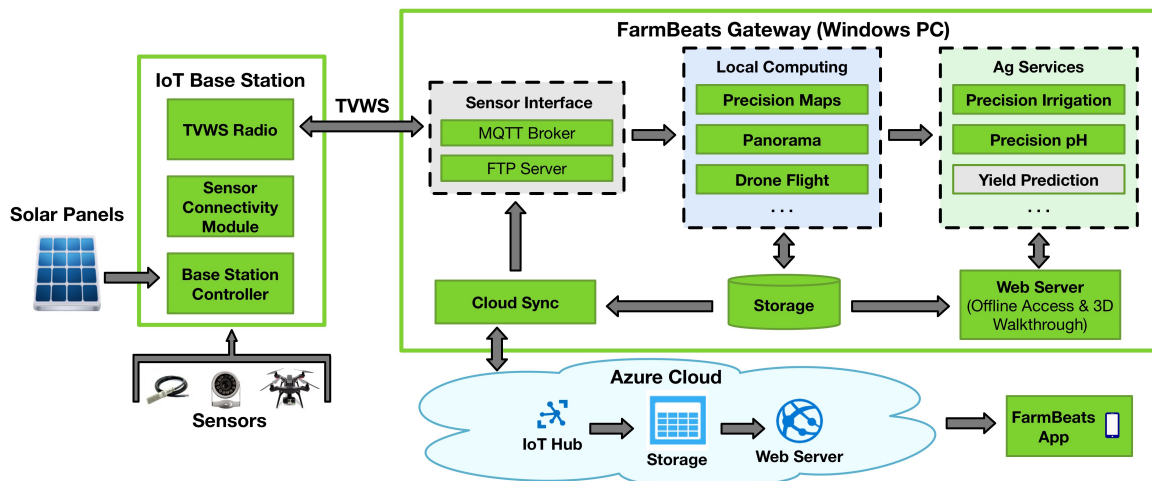 FarmBeats Gateway (Windows PC)
IoT Base Station
TVWS Radio
Sensor
Connectivity
Module
Base Station
Controller
Solar Panels
Sensors
TVWS
Sensor Interface
MQTT Broker
FTP Server
Local Computing
Precision Maps
Panorama
Drone Flight
...
Ag Services
Precision Irrigation
Precision pH
Yield Prediction
...
Cloud Sync
Storage
Web Server
(Offline Access & 3D
Walkthrough)
Azure Cloud
IoT Hub
Storage
Web Server
FarmBeats
App